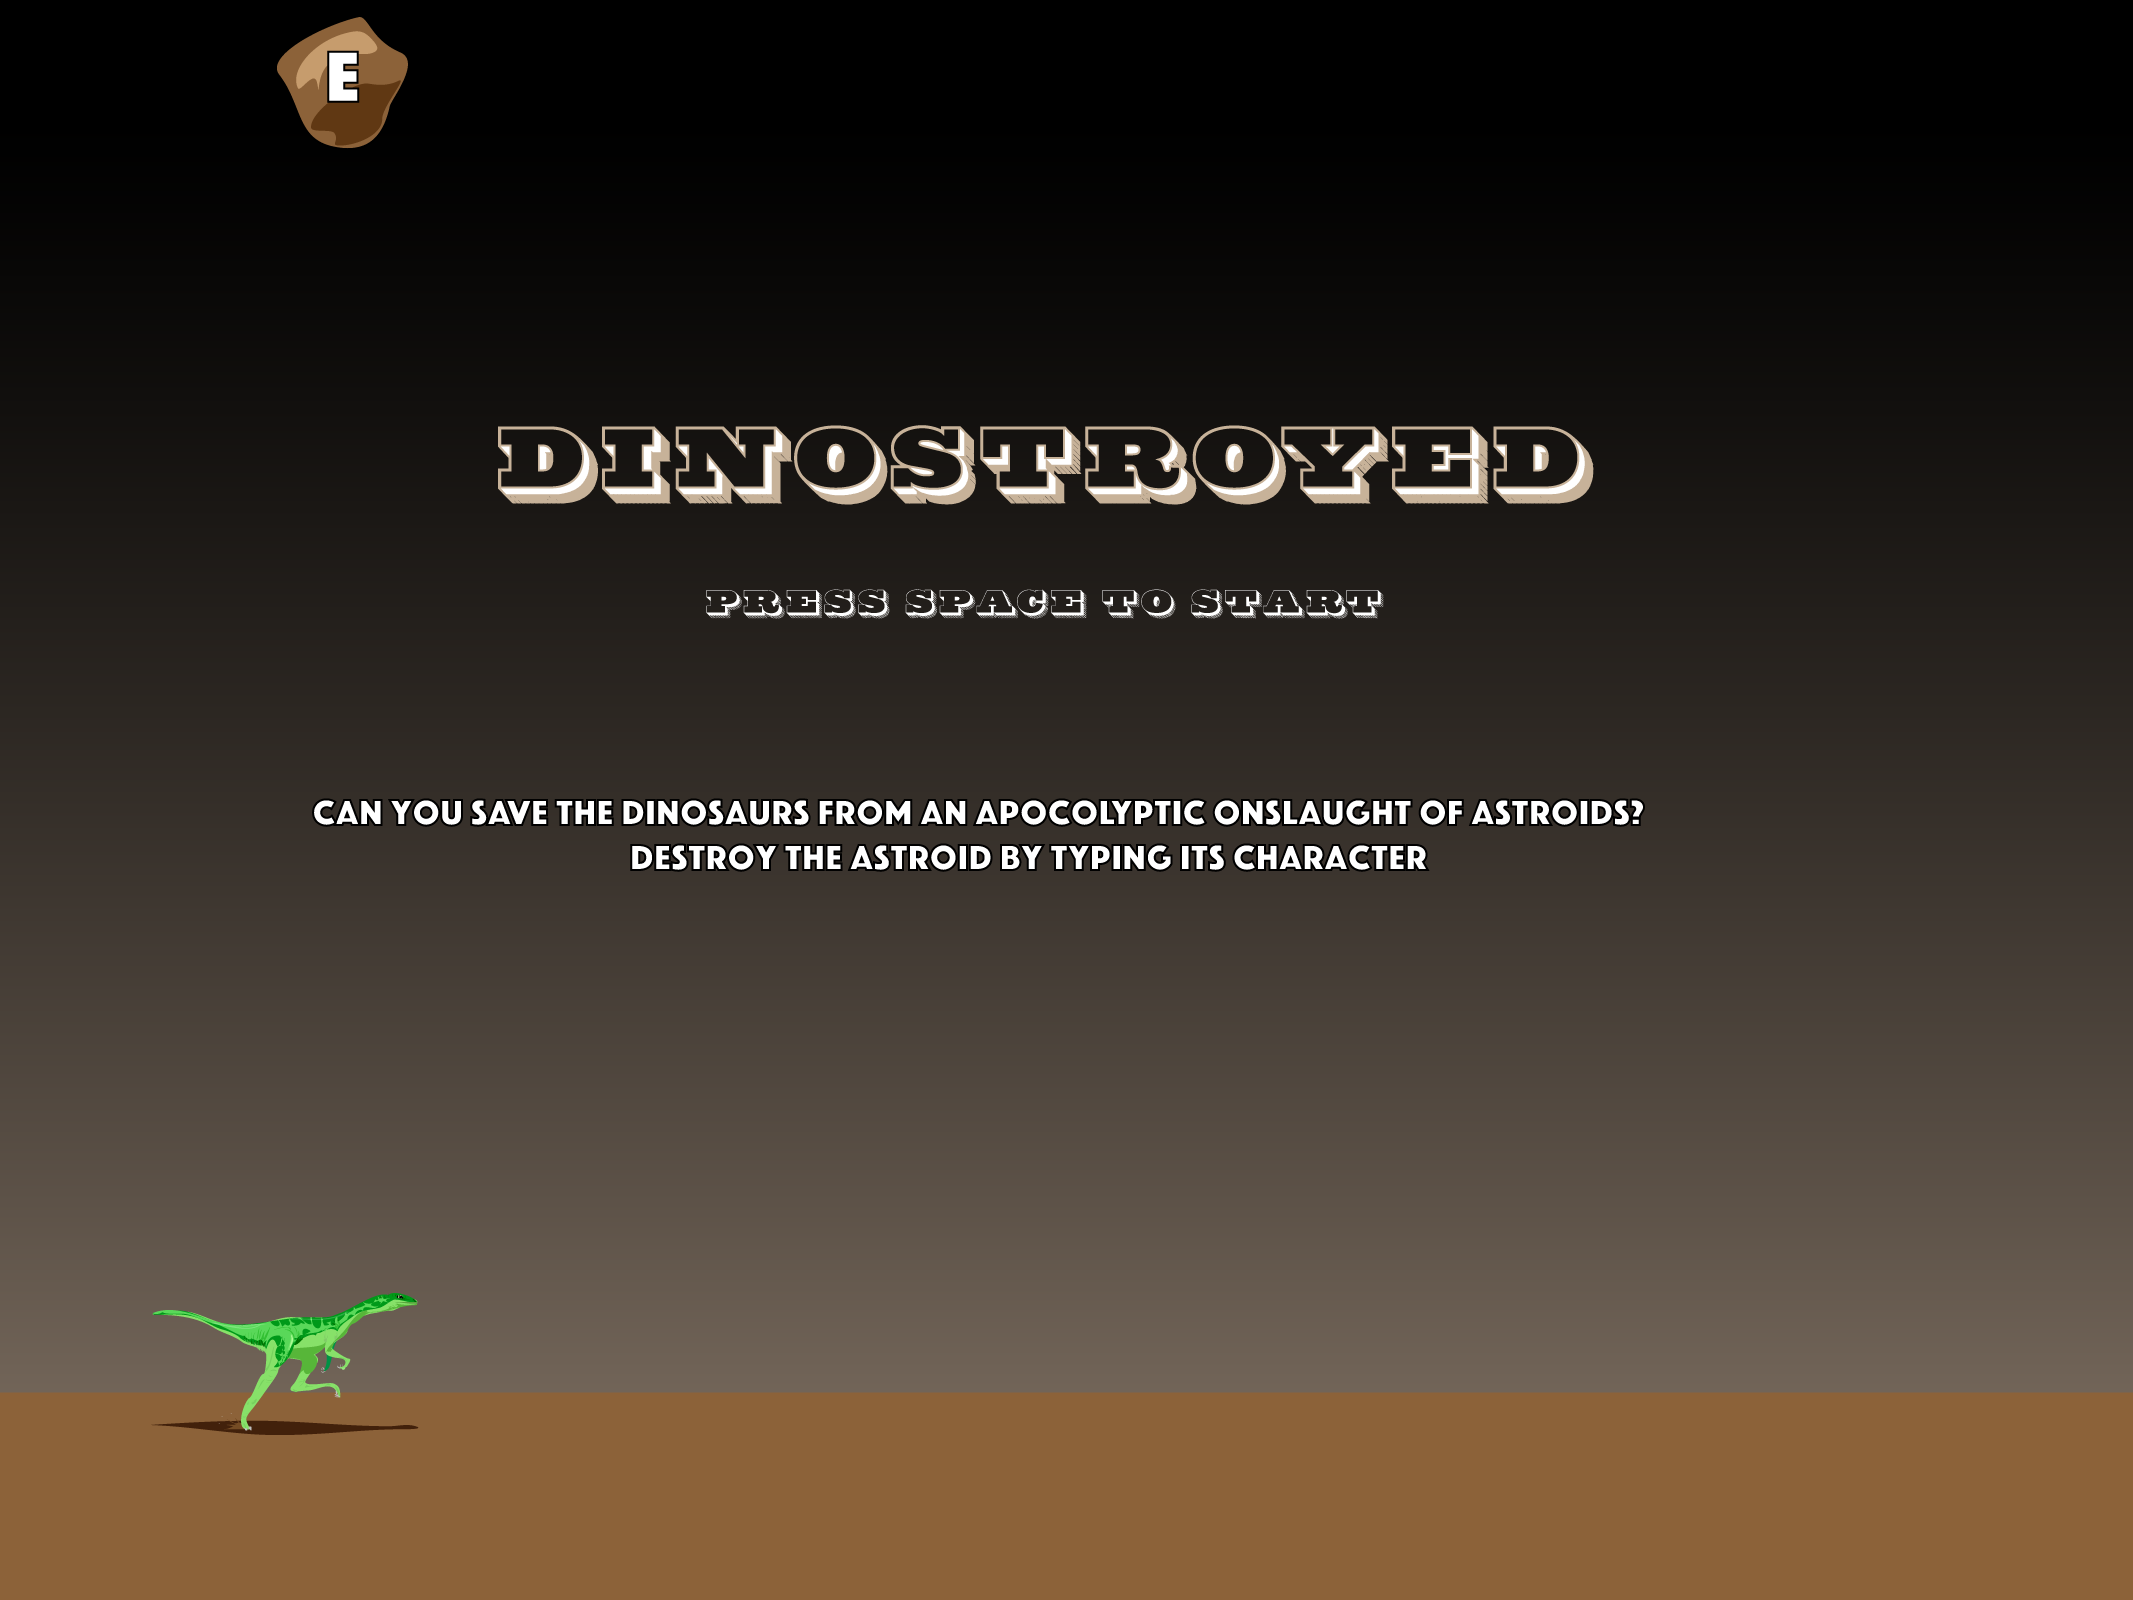 E
DINOSTROYED
PRESS SPACE TO START
CAN YOU SAVE THE DINOSAURS FROM AN APOCOLYPTIC ONSLAUGHT OF ASTROIDS?
DESTROY THE ASTROID BY TYPING ITS CHARACTER